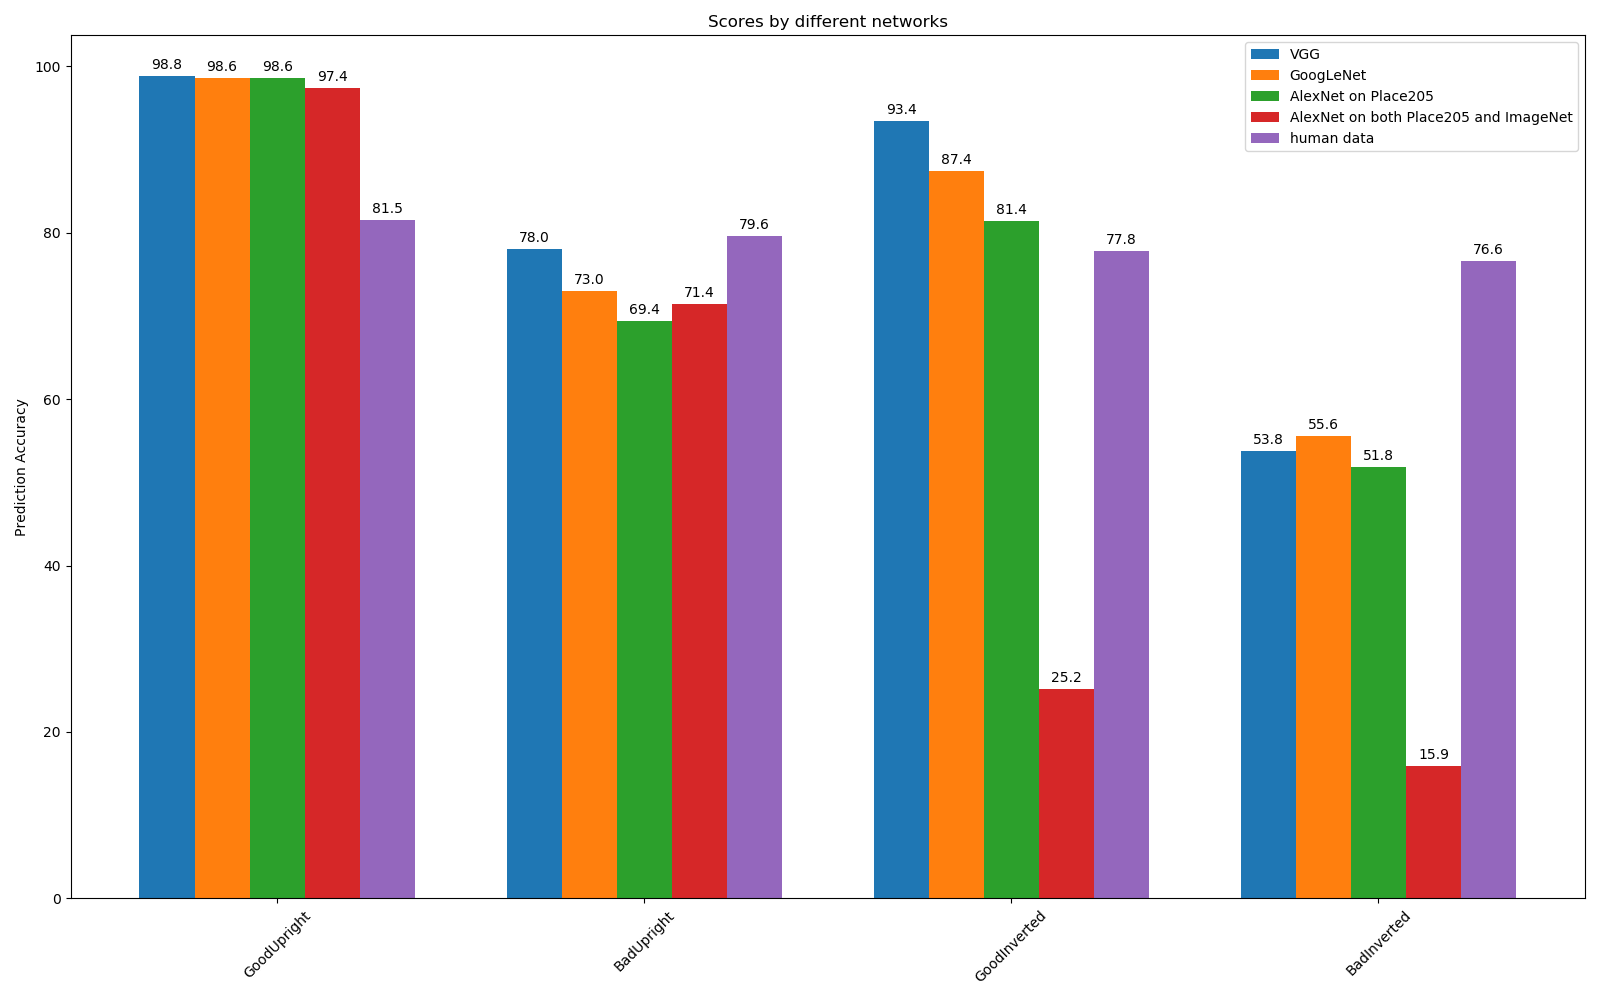 Scores by different networks
VGG
GoogLeNet
AlexNet on Place205
AlexNet on both Place205 and ImageNet
human data
Prediction Accuracy
100
80
60
40
20
0
98.8
98.6
98.6
97.4
81.5
78.0
73.0
69.4
71.4
79.6
93.4
87.4
81.4
25.2
77.8
53.8
55.6
51.8
15.9
76.6
GoodUpright
BadUpright
GoodInverted
BadInverted